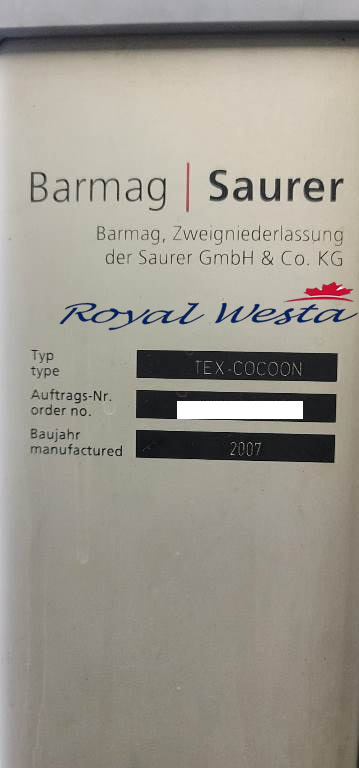 Barmag | Saurer
Barmag, Zweigniederlassung
der Saurer GmbH & Co. KG
Royal Westa
Typ
type
TEX-COCOON
Auftrags-Nr.
order no.
Baujahr
manufactured
2007